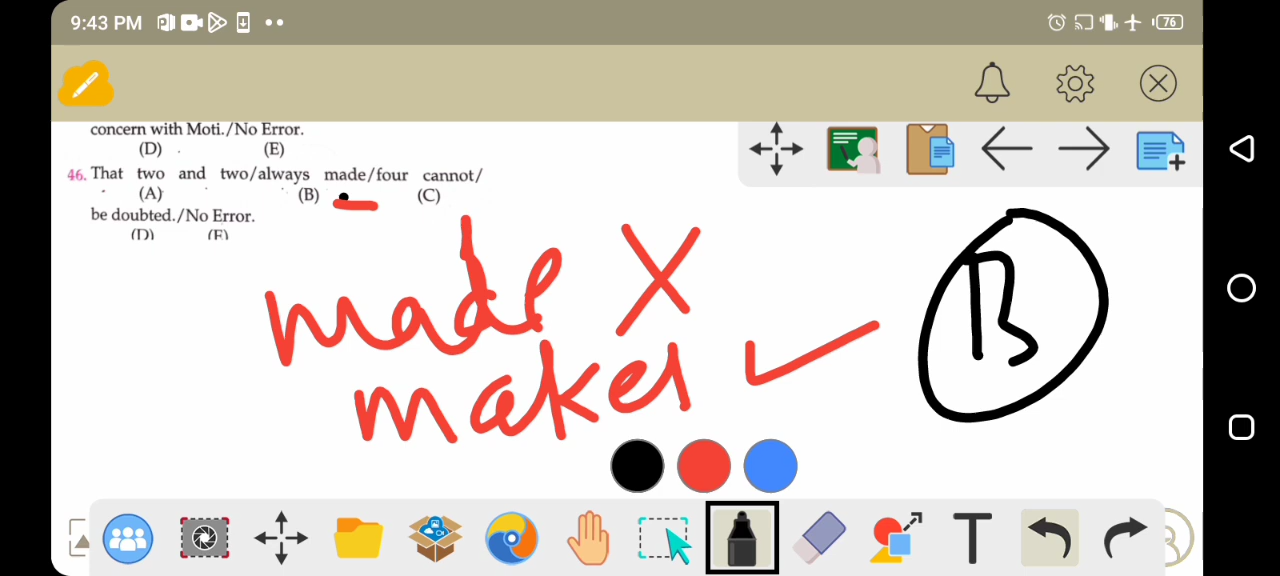 9:43 PM
76
concern with Moti./No Error.
(D) (E)
46. That two and two/always made/four cannot/
(A) (B) (C)
be doubted./No Error.
(D) (E)
made X
makes
B
T